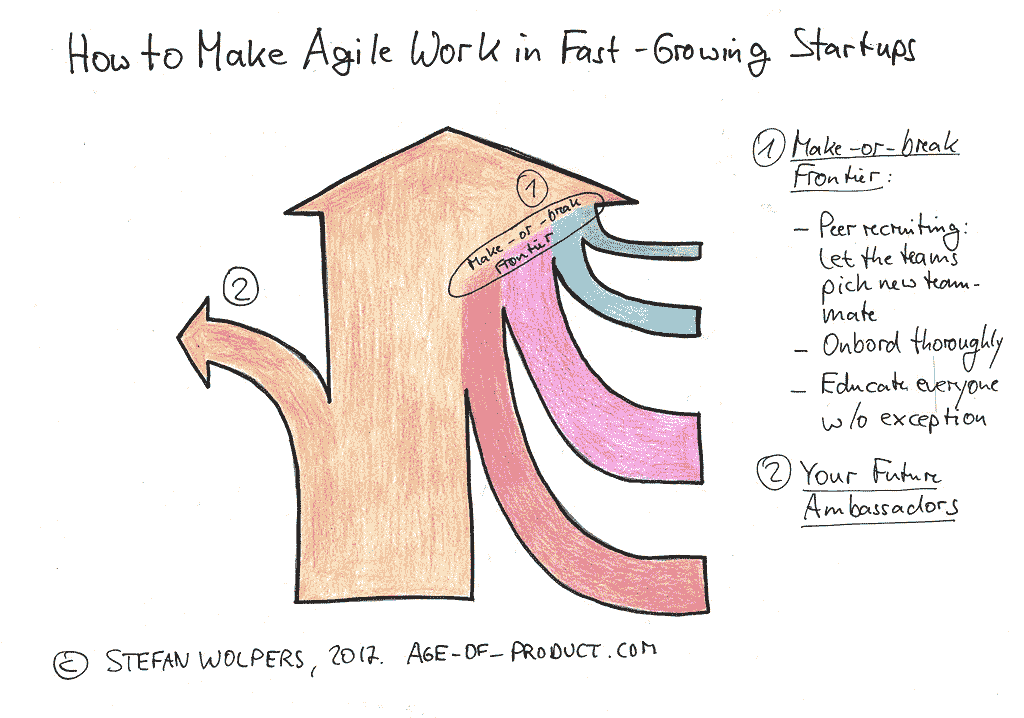 How to Make Agile Work in Fast-Growing Startups
1
Make-or-break
Frontier
2
1 Make-or-break
Frontier:
- Peer recruiting:
Let the teams
pick new team-
mate
- Onbord thoroughly
- Educate everyone
w/o exception
2 Your Future
Ambassadors
© STEFAN WOLPERS, 2017. AGE-OF-PRODUCT.COM